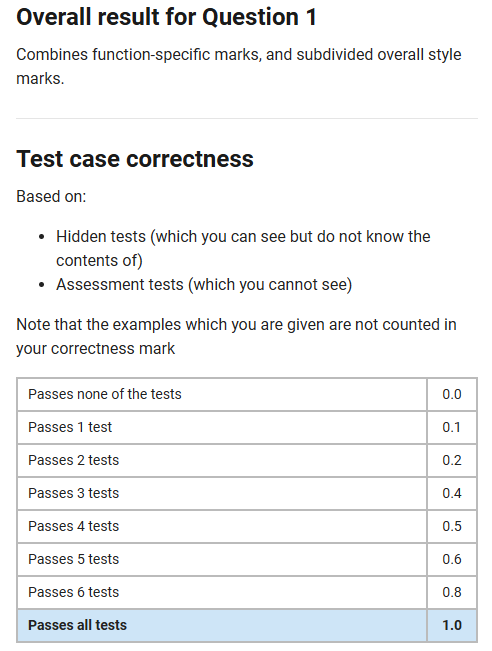 Overall result for Question 1
Combines function-specific marks, and subdivided overall style
marks.
Test case correctness
Based on:
• Hidden tests (which you can see but do not know the
contents of)
• Assessment tests (which you cannot see)
Note that the examples which you are given are not counted in
your correctness mark
Passes none of the tests 0.0
Passes 1 test 0.1
Passes 2 tests 0.2
Passes 3 tests 0.4
Passes 4 tests 0.5
Passes 5 tests 0.6
Passes 6 tests 0.8
Passes all tests 1.0